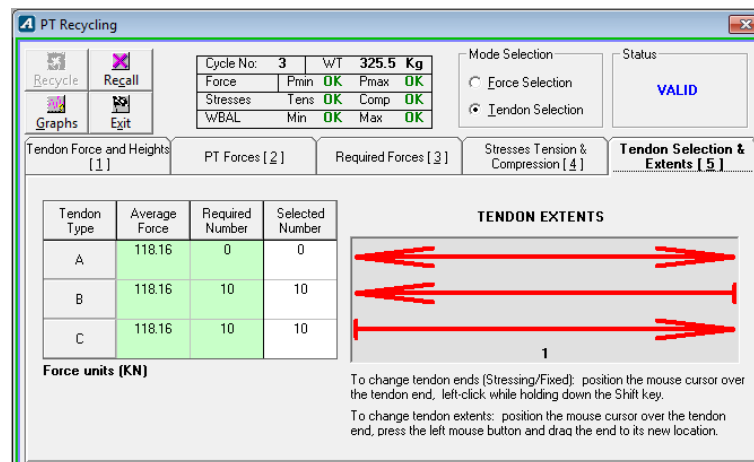 PT Recycling
Recycle Recall
Graphs Exit
Cycle No: 3 WT 325.5 Kg
Force Pmin OK Pmax OK
Stresses Tens OK Comp OK
WBAL Min OK Max OK
Mode Selection
Force Selection
Tendon Selection
Status
VALID
Tendon Force and Heights
[ 1 ]
PT Forces [ 2 ]
Required Forces [ 3 ]
Stresses Tension &
Compression [ 4 ]
Tendon Selection &
Extents [ 5 ]
Tendon Type Average Force Required Number Selected Number
A 118.16 0 0
B 118.16 10 10
C 118.16 10 10
Force units (KN)
TENDON EXTENTS
1
To change tendon ends (Stressing/Fixed): position the mouse cursor over
the tendon end, left-click while holding down the Shift key.
To change tendon extents: position the mouse cursor over the tendon
end, press the left mouse button and drag the end to its new location.